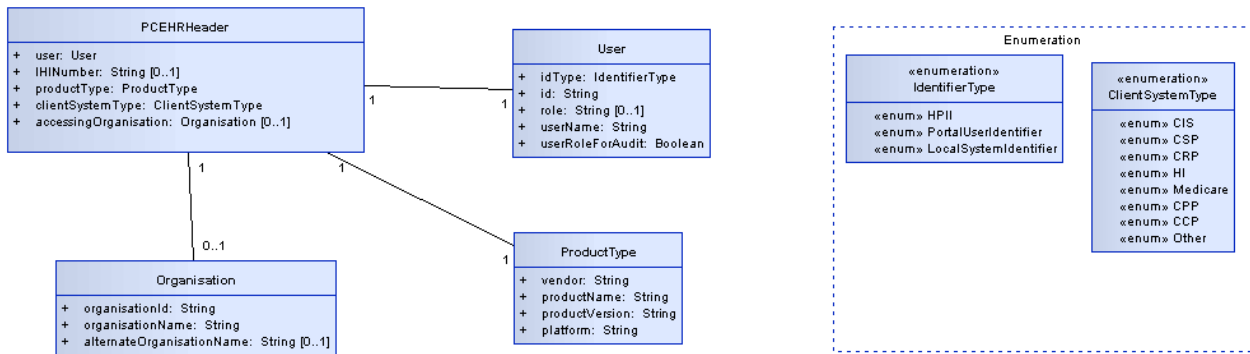 PCEHRHeader
+ user: User
+ IHINumber: String [0..1]
+ productType: ProductType
+ clientSystemType: ClientSystemType
+ accessingOrganisation: Organisation [0..1]
1
1
1
1
User
+ idType: IdentifierType
+ id: String
+ role: String [0..1]
+ userName: String
+ userRoleForAudit: Boolean
0..1
Organisation
+ organisationId: String
+ organisationName: String
+ alternateOrganisationName: String [0..1]
1
ProductType
+ vendor: String
+ productName: String
+ productVersion: String
+ platform: String
Enumeration
«enumeration»
IdentifierType
«enum» HPII
«enum» PortalUserIdentifier
«enum» LocalSystemIdentifier
«enumeration»
ClientSystemType
«enum» CIS
«enum» CSP
«enum» CRP
«enum» HI
«enum» Medicare
«enum» CPP
«enum» CCP
«enum» Other